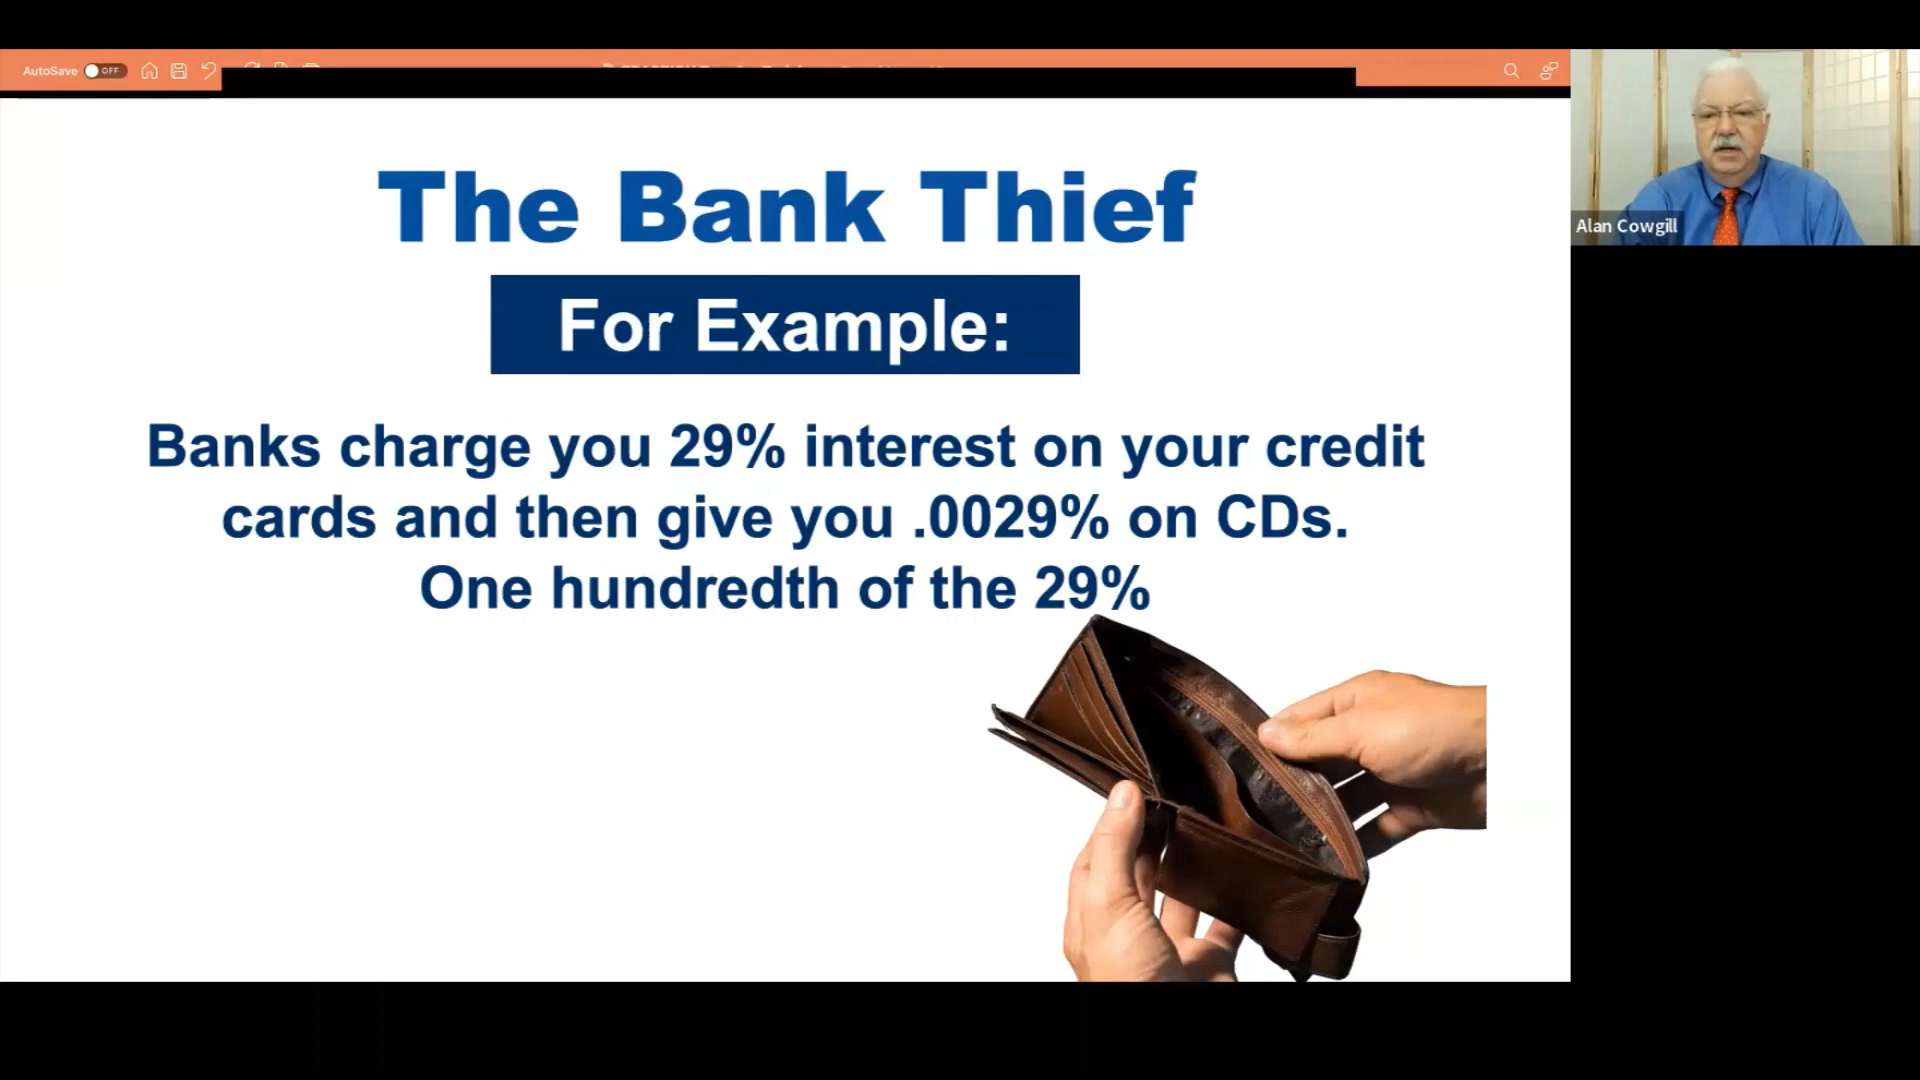 AutoSave OFF
The Bank Thief
For Example:
Banks charge you 29% interest on your credit
cards and then give you .0029% on CDs.
One hundredth of the 29%
Alan Cowgill